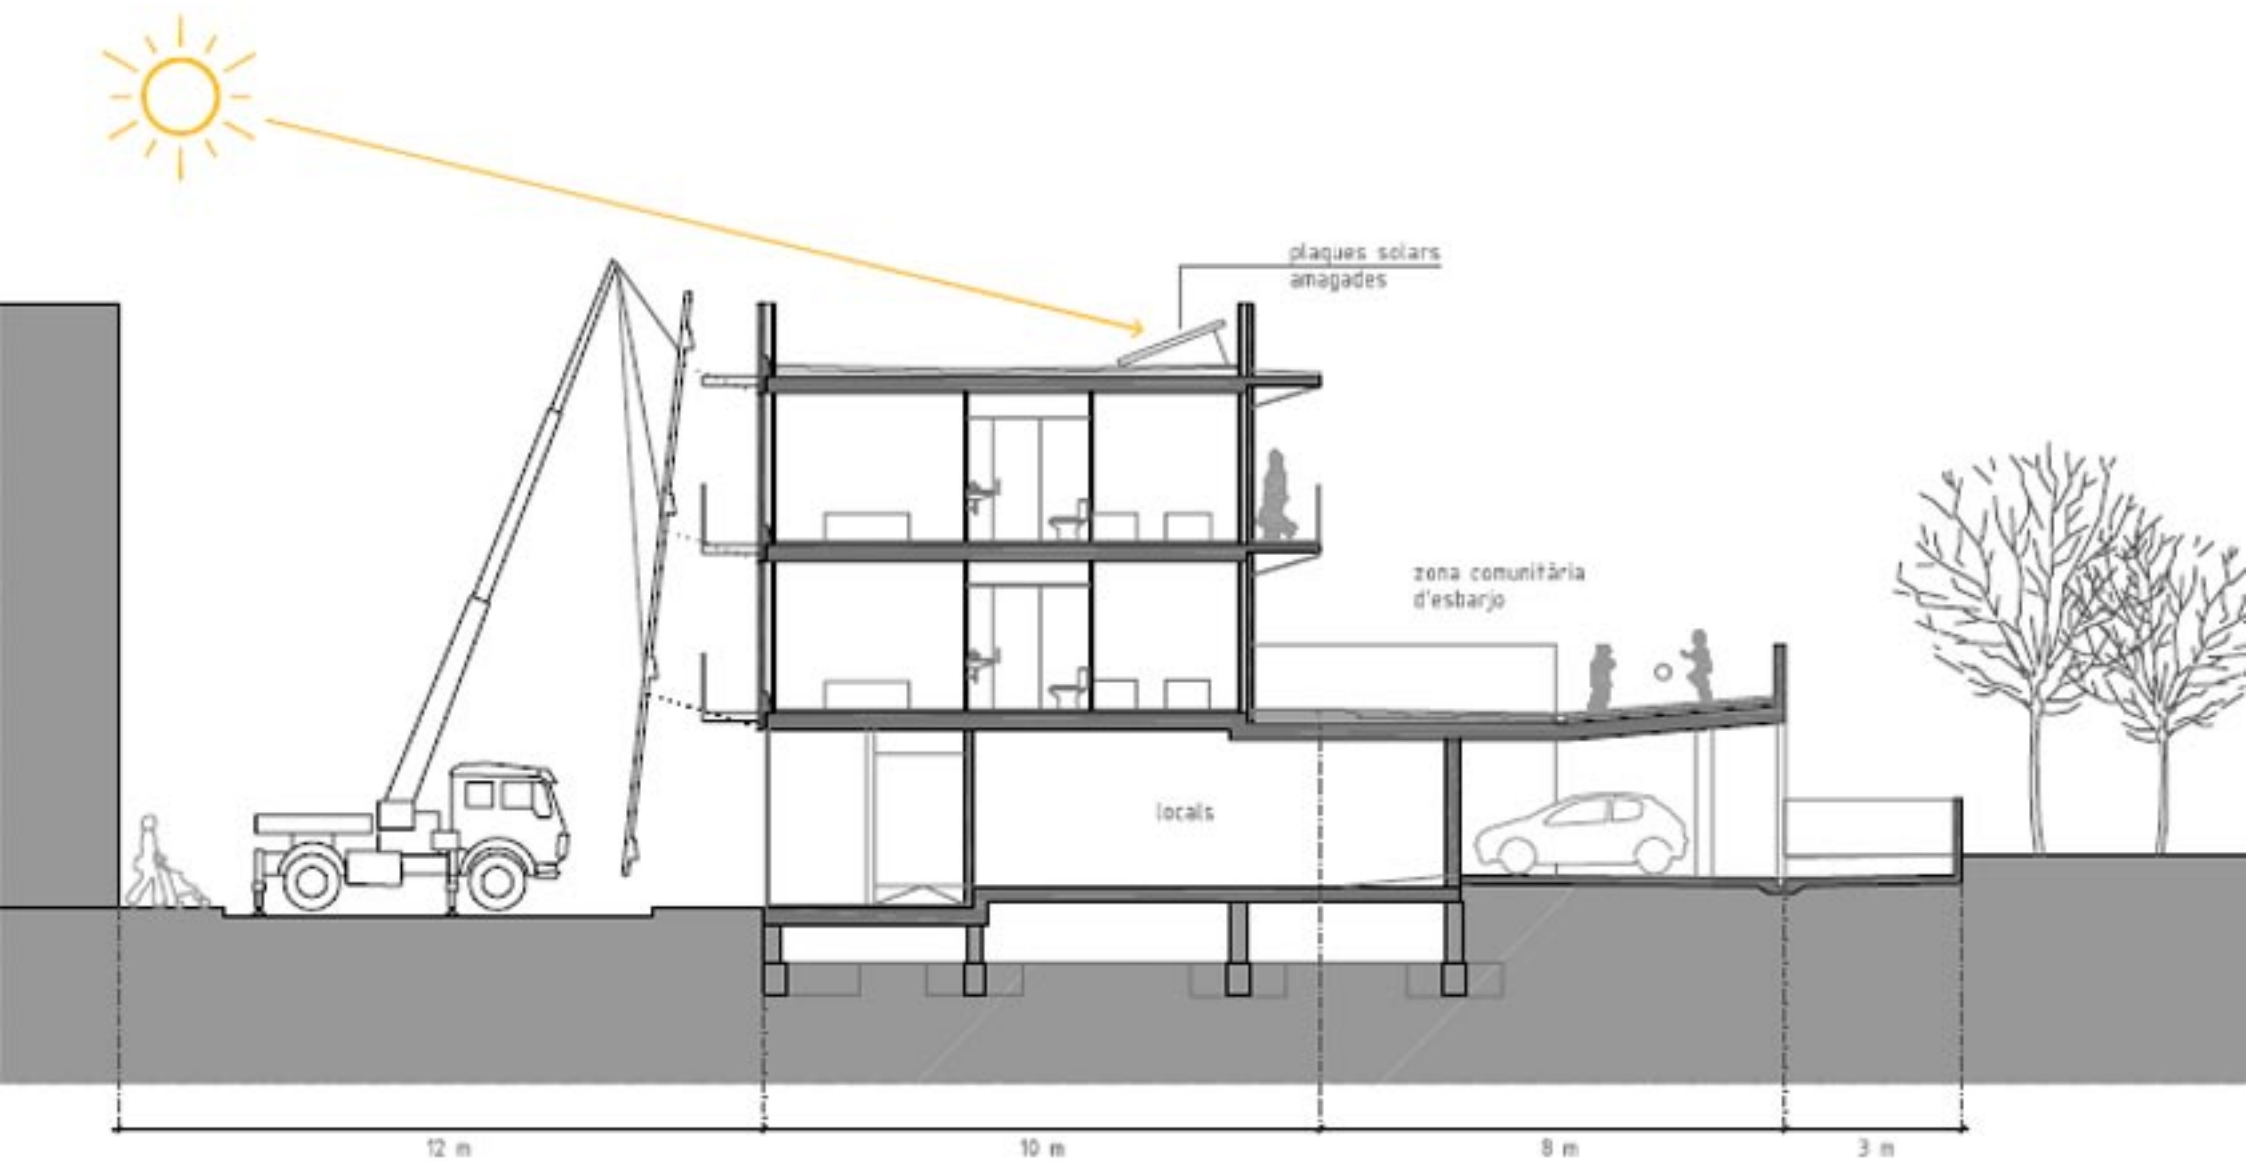 plaques solars
amagades
zona comunitària
d'esbarjo
locals
12 m
10 m
8 m
3 m